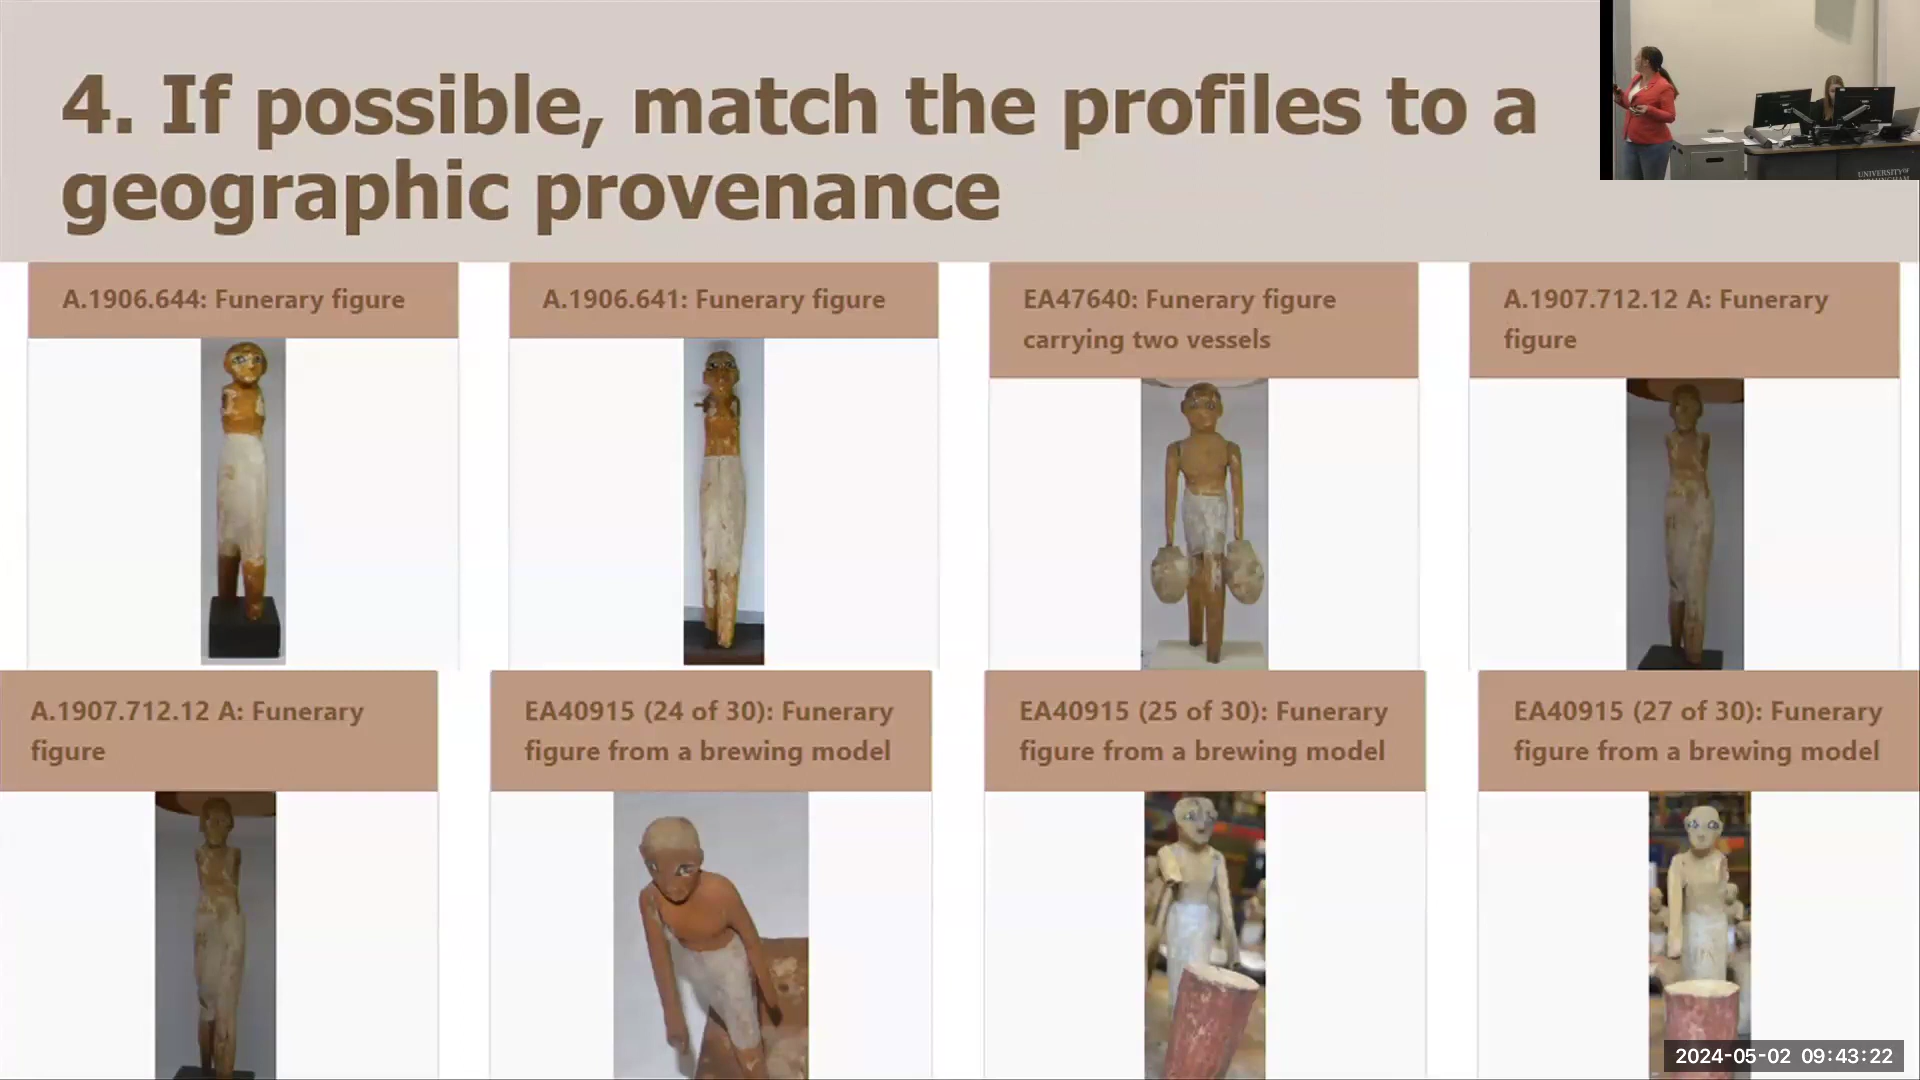 4. If possible, match the profiles to a
geographic provenance
A.1906.644: Funerary figure
A.1906.641: Funerary figure
EA47640: Funerary figure
carrying two vessels
A.1907.712.12 A: Funerary
figure
A.1907.712.12 A: Funerary
figure
EA40915 (24 of 30): Funerary
figure from a brewing model
EA40915 (25 of 30): Funerary
figure from a brewing model
EA40915 (27 of 30): Funerary
figure from a brewing model
UNIVERSITY OF
2024-05-02 09:43:22